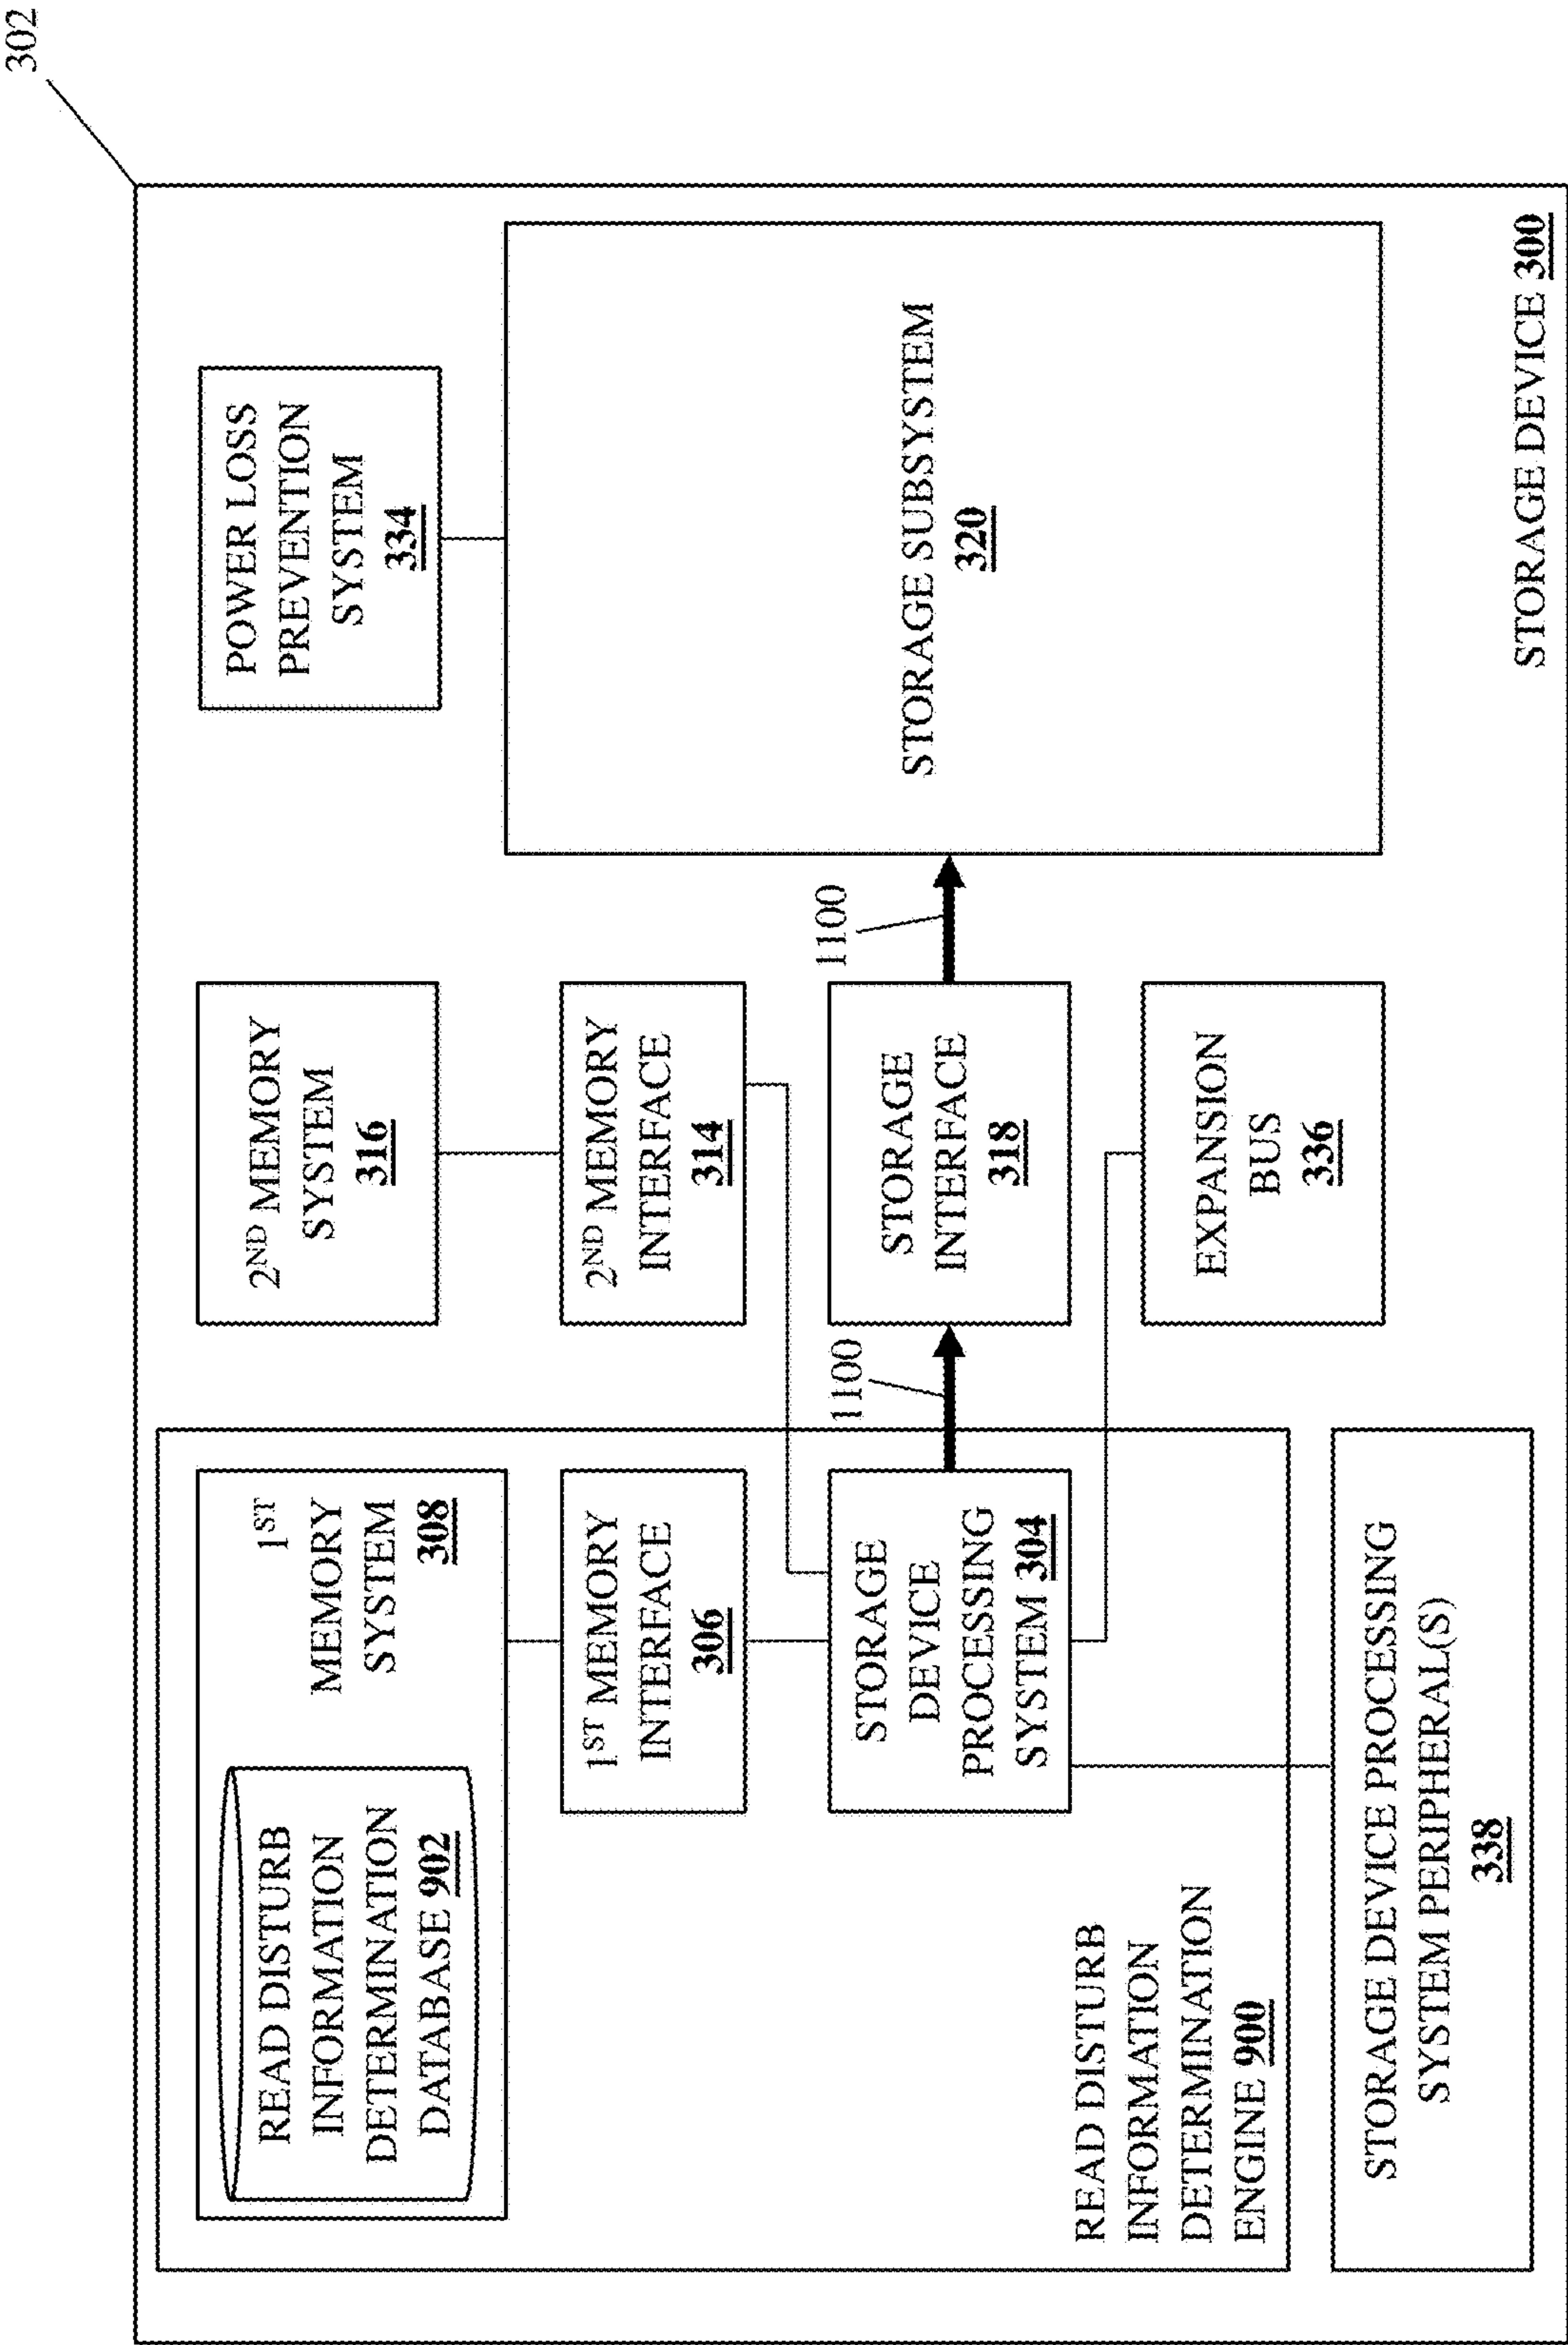 302
READ DISTURB
INFORMATION
DETERMINATION
DATABASE 902
1ST
MEMORY
SYSTEM
308
2ND MEMORY
SYSTEM
316
POWER LOSS
PREVENTION
SYSTEM
334
1ST MEMORY
INTERFACE
306
2ND MEMORY
INTERFACE
314
STORAGE
DEVICE
PROCESSING
SYSTEM 304
1100
STORAGE
INTERFACE
318
1100
STORAGE SUBSYSTEM
320
READ DISTURB
INFORMATION
DETERMINATION
ENGINE 900
EXPANSION
BUS
336
STORAGE DEVICE PROCESSING
SYSTEM PERIPHERAL(S)
338
STORAGE DEVICE 300